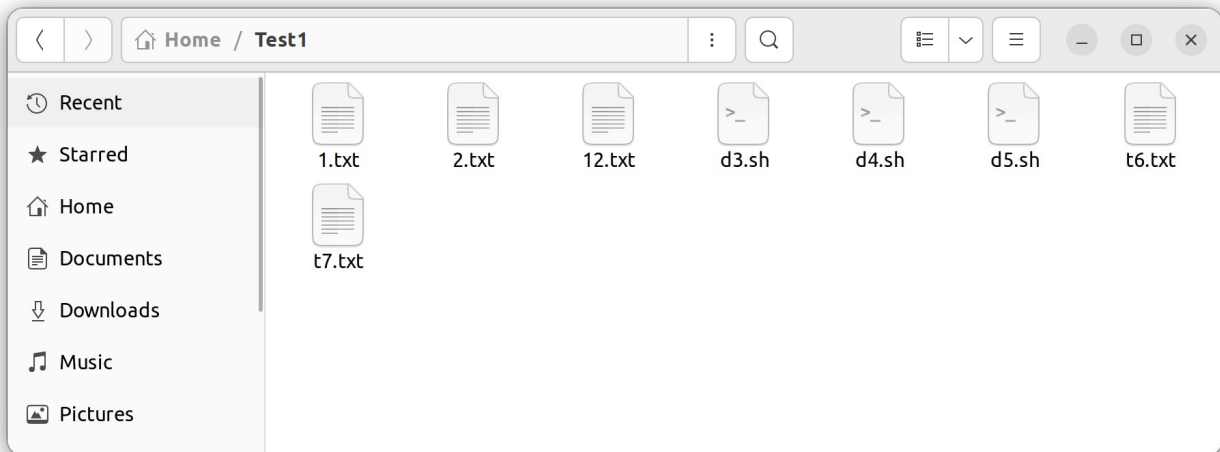 Home / Test1
Recent
Starred
Home
Documents
Downloads
Music
Pictures
1.txt 2.txt 12.txt d3.sh d4.sh d5.sh t6.txt
t7.txt